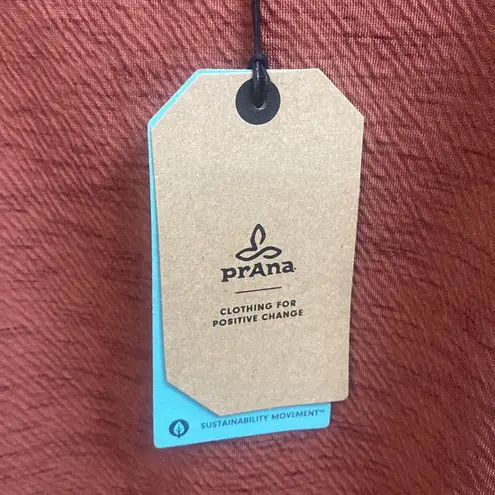 prAna
CLOTHING FOR
POSITIVE CHANGE
SUSTAINABILITY MOVEMENT™